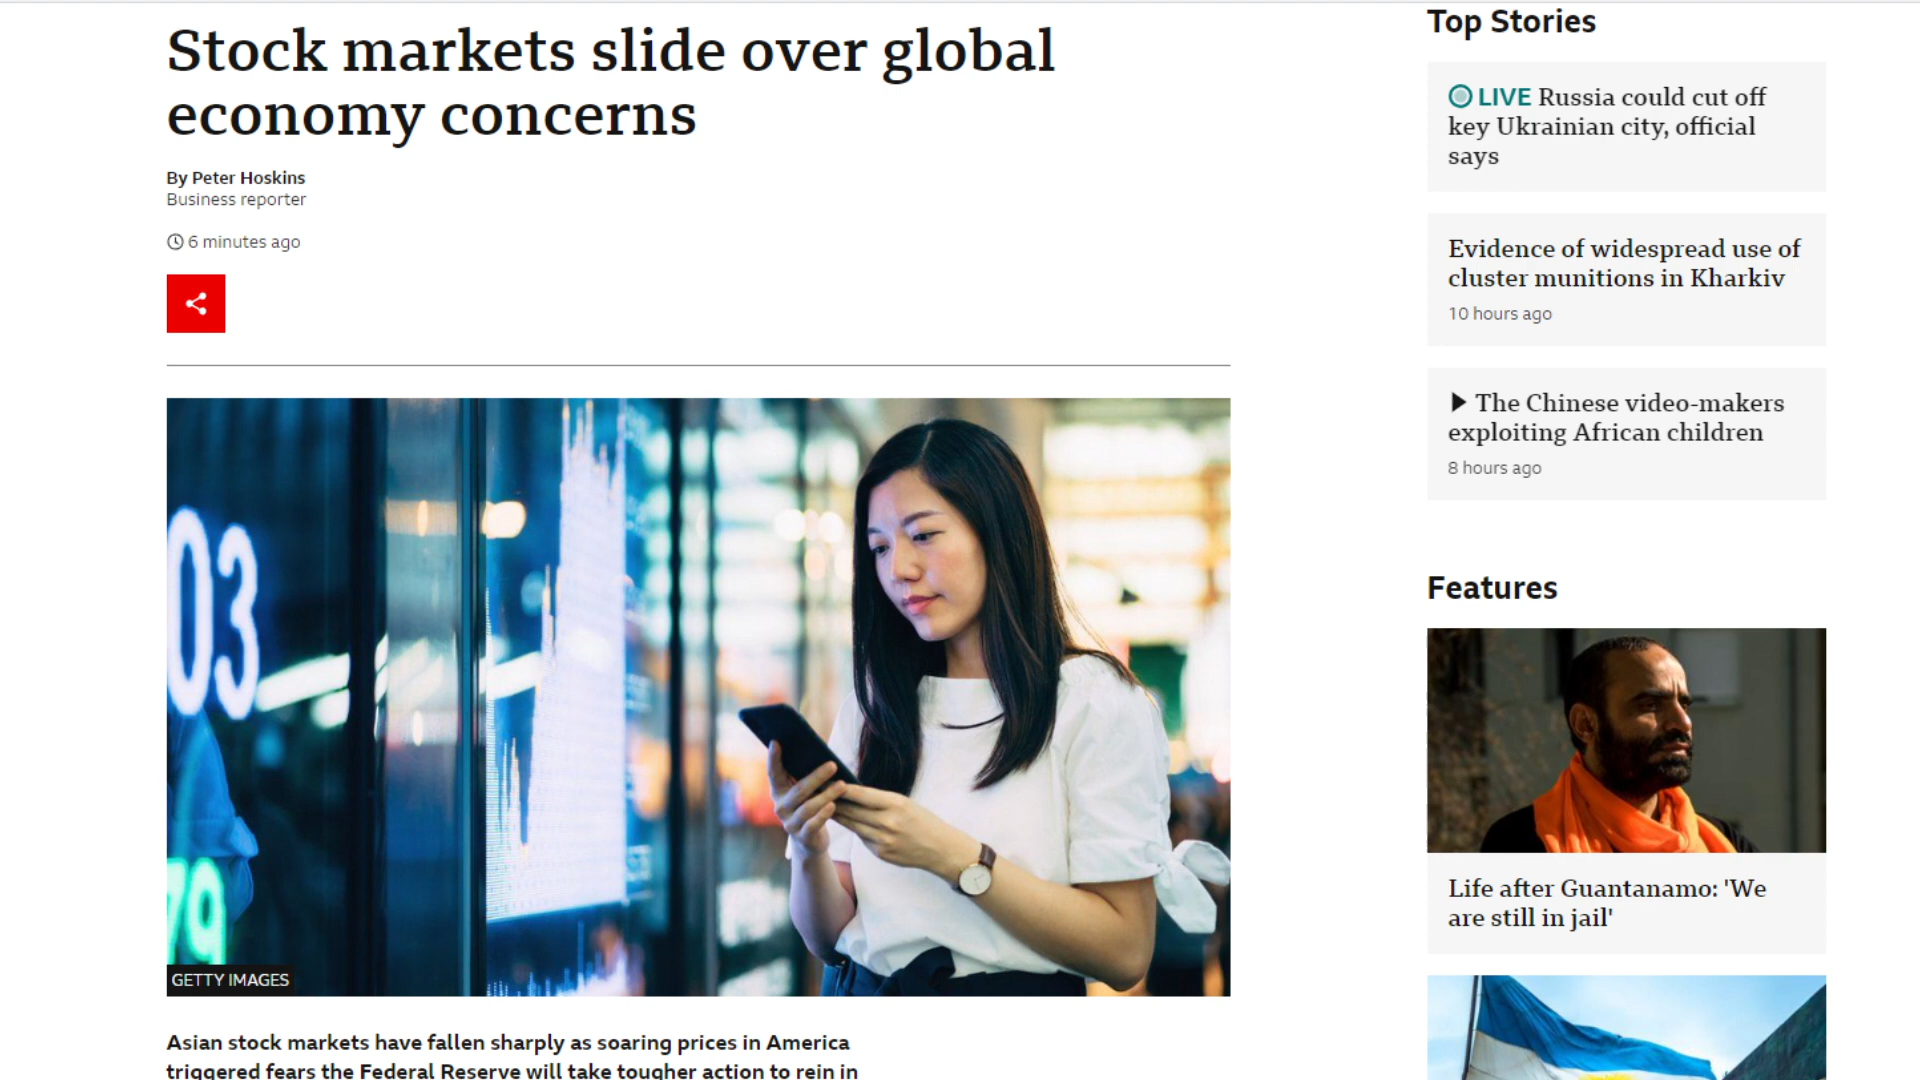 Stock markets slide over global
economy concerns
By Peter Hoskins
Business reporter
6 minutes ago
03
79
GETTY IMAGES
Asian stock markets have fallen sharply as soaring prices in America
triggered fears the Federal Reserve will take tougher action to rein in
Top Stories
LIVE Russia could cut off
key Ukrainian city, official
says
Evidence of widespread use of
cluster munitions in Kharkiv
10 hours ago
The Chinese video-makers
exploiting African children
8 hours ago
Features
Life after Guantanamo: 'We
are still in jail'